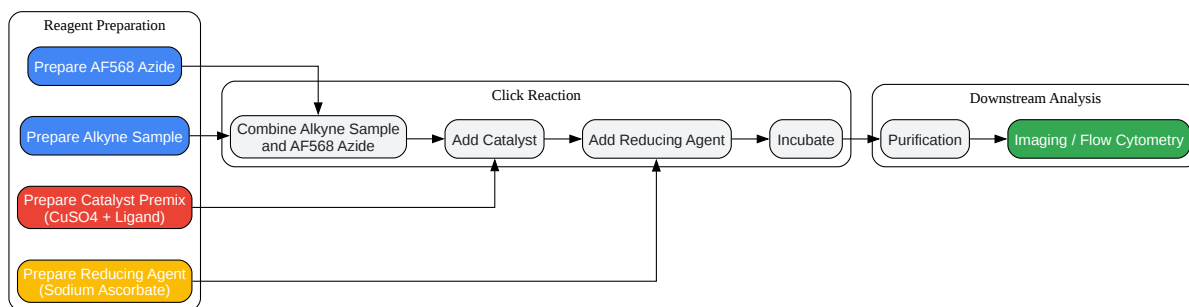 Reagent Preparation
Prepare AF568 Azide
Prepare Alkyne Sample
Prepare Catalyst Premix
(CuSO4 + Ligand)
Prepare Reducing Agent
(Sodium Ascorbate)
Click Reaction
Combine Alkyne Sample
and AF568 Azide
Add Catalyst
Add Reducing Agent
Incubate
Downstream Analysis
Purification
Imaging / Flow Cytometry